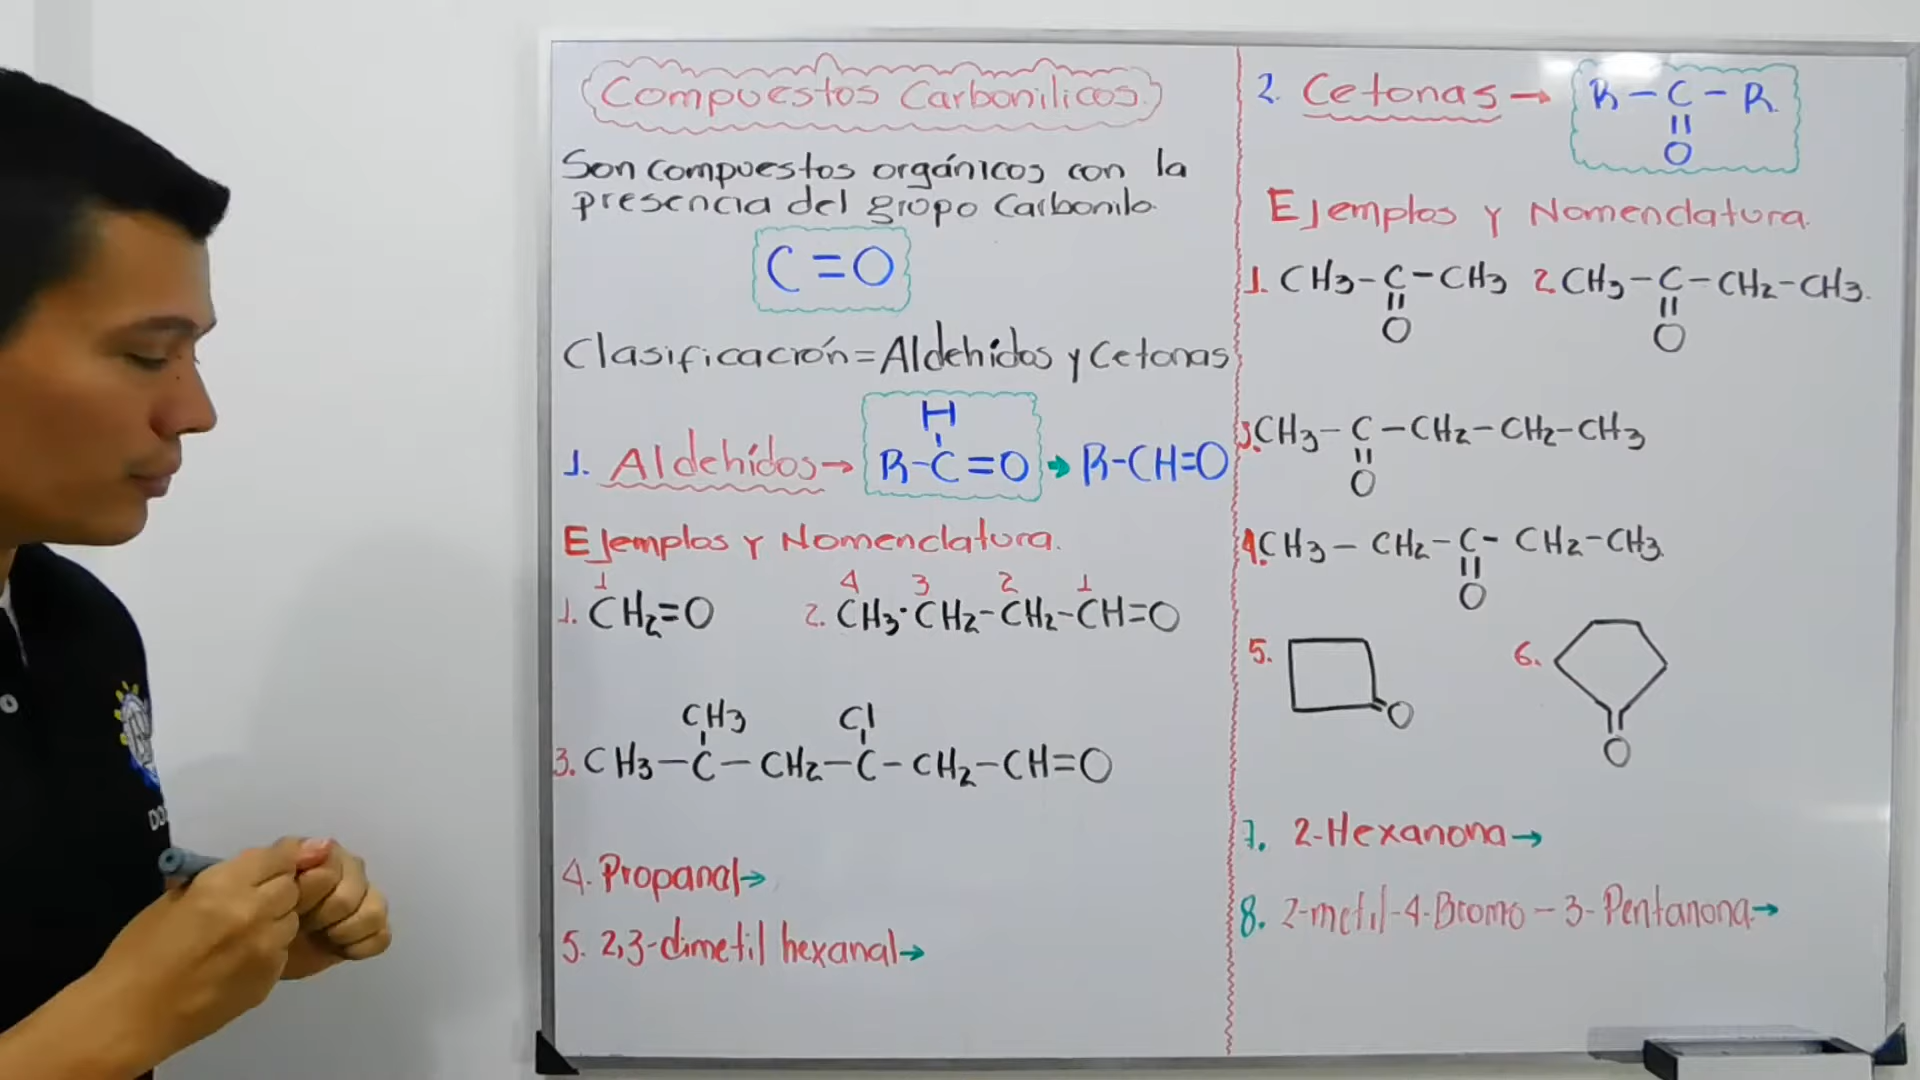 Compuestos Carbonilicos.
Son compuestos orgánicos con la
presencia del grupo Carbonilo.
C=O
Clasificación=Aldehidos y Cetonas
H
1. Aldehídos→ R-C=O → R-CH=O
Ejemplos y Nomenclatura.
1
1. CH2=O
4 3 2 1
2. CH3·CH2-CH2-CH=O
CH3 Cl
3. CH3-C-CH2-C-CH2-CH=O
4. Propanal→
5. 2,3-dimetil hexanal→
2. Cetonas→ R-C-R
O
Ejemplos y Nomenclatura.
1. CH3-C-CH3 2. CH3-C-CH2-CH3.
O O
3. CH3-C-CH2-CH2-CH3
O
4. CH3-CH2-C-CH2-CH3.
O
5. 6.
O O
7. 2-Hexanona→
8. 2-metil-4-Bromo-3-Pentanona→